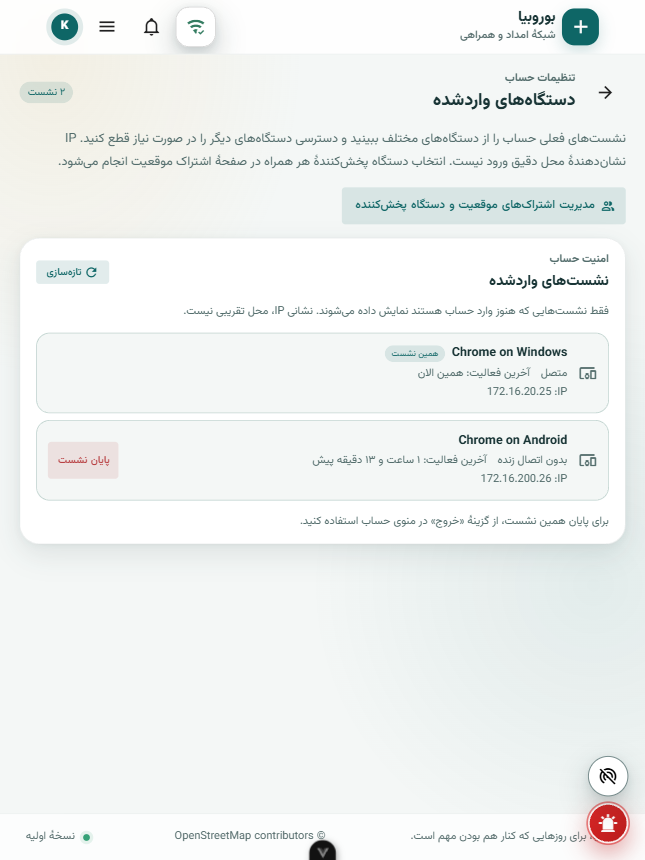 بوروبیا
شبکهٔ امداد و همراهی
K
تنظیمات حساب
دستگاه‌های واردشده
۲ نشست
نشست‌های فعلی حساب را از دستگاه‌های مختلف ببینید و دسترسی دستگاه‌های دیگر را در صورت نیاز قطع کنید. IP
نشان‌دهندهٔ محل دقیق ورود نیست. انتخاب دستگاه پخش‌کنندهٔ هر همراه در صفحهٔ اشتراک موقعیت انجام می‌شود.
مدیریت اشتراک‌های موقعیت و دستگاه پخش‌کننده
امنیت حساب
نشست‌های واردشده
تازه‌سازی
فقط نشست‌هایی که هنوز وارد حساب هستند نمایش داده می‌شوند. نشانی IP، محل تقریبی نیست.
Chrome on Windows همین نشست
متصل آخرین فعالیت: همین الان
IP: 172.16.20.25
Chrome on Android
بدون اتصال زنده آخرین فعالیت: ۱ ساعت و ۱۳ دقیقه پیش
IP: 172.16.200.26
پایان نشست
برای پایان همین نشست، از گزینهٔ «خروج» در منوی حساب استفاده کنید.
برای روزهایی که کنار هم بودن مهم است.
© OpenStreetMap contributors
نسخهٔ اولیه